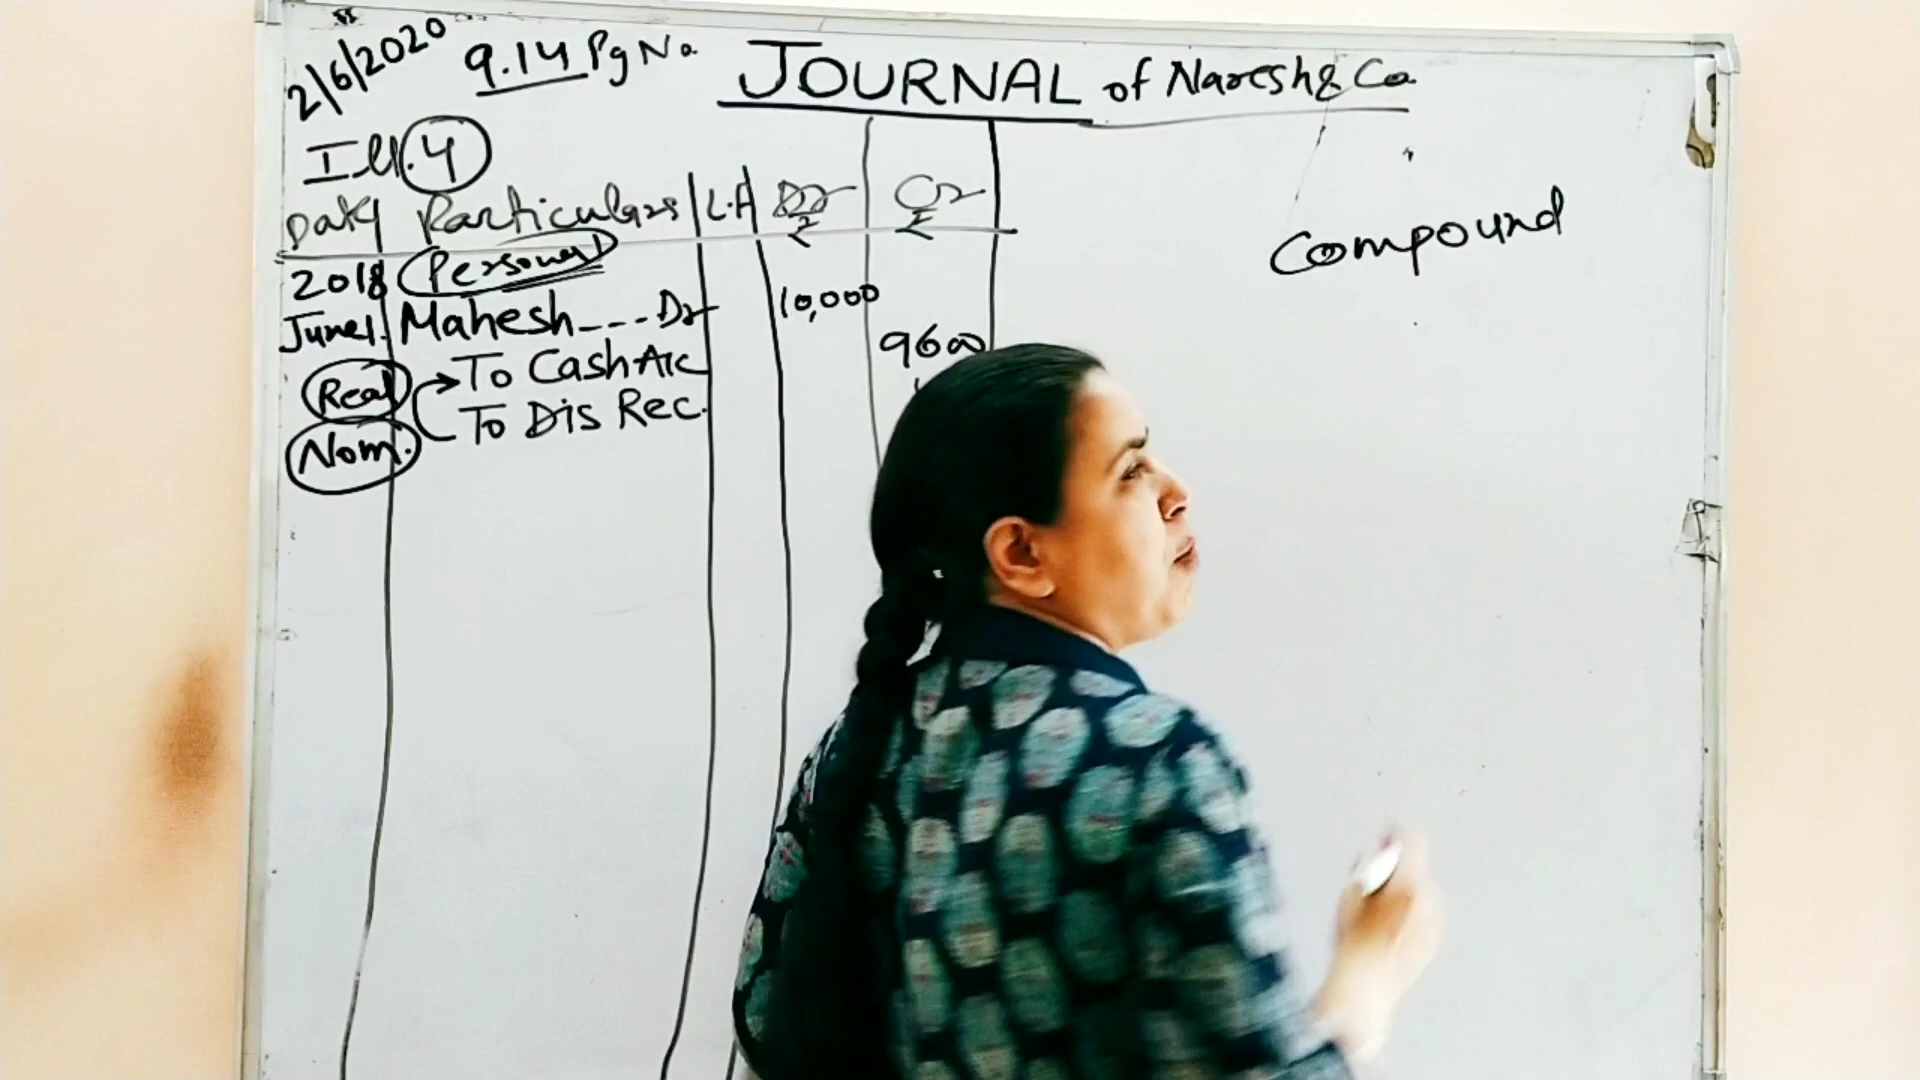 2/6/2020 9.14 Pg No. JOURNAL of Naresh & Co.
Ill. 4
Date Particulars L.F Dr ₹ Cr ₹
2018 Personal
June 1. Mahesh - - - - Dr 10,000
Real → To Cash A/c 9600
Nom. To Dis Rec.
Compound